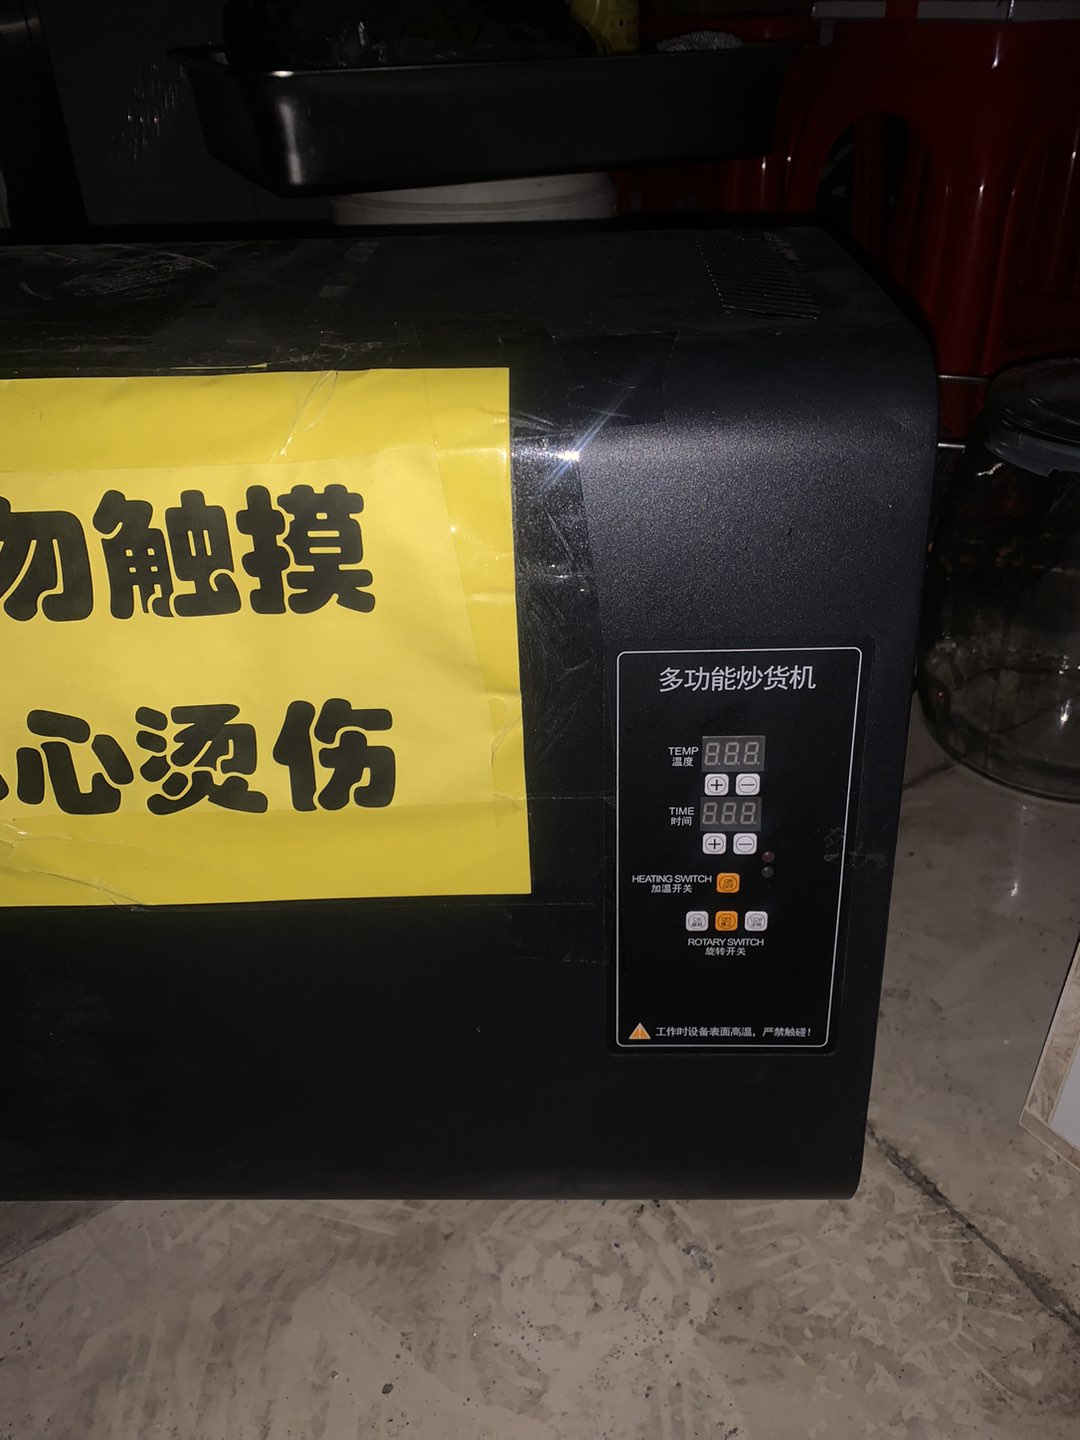 勿触摸
心烫伤
多功能炒货机
TEMP
温度
TIME
时间
HEATING SWITCH
加温开关
ROTARY SWITCH
旋转开关
工作时设备表面高温，严禁触碰！